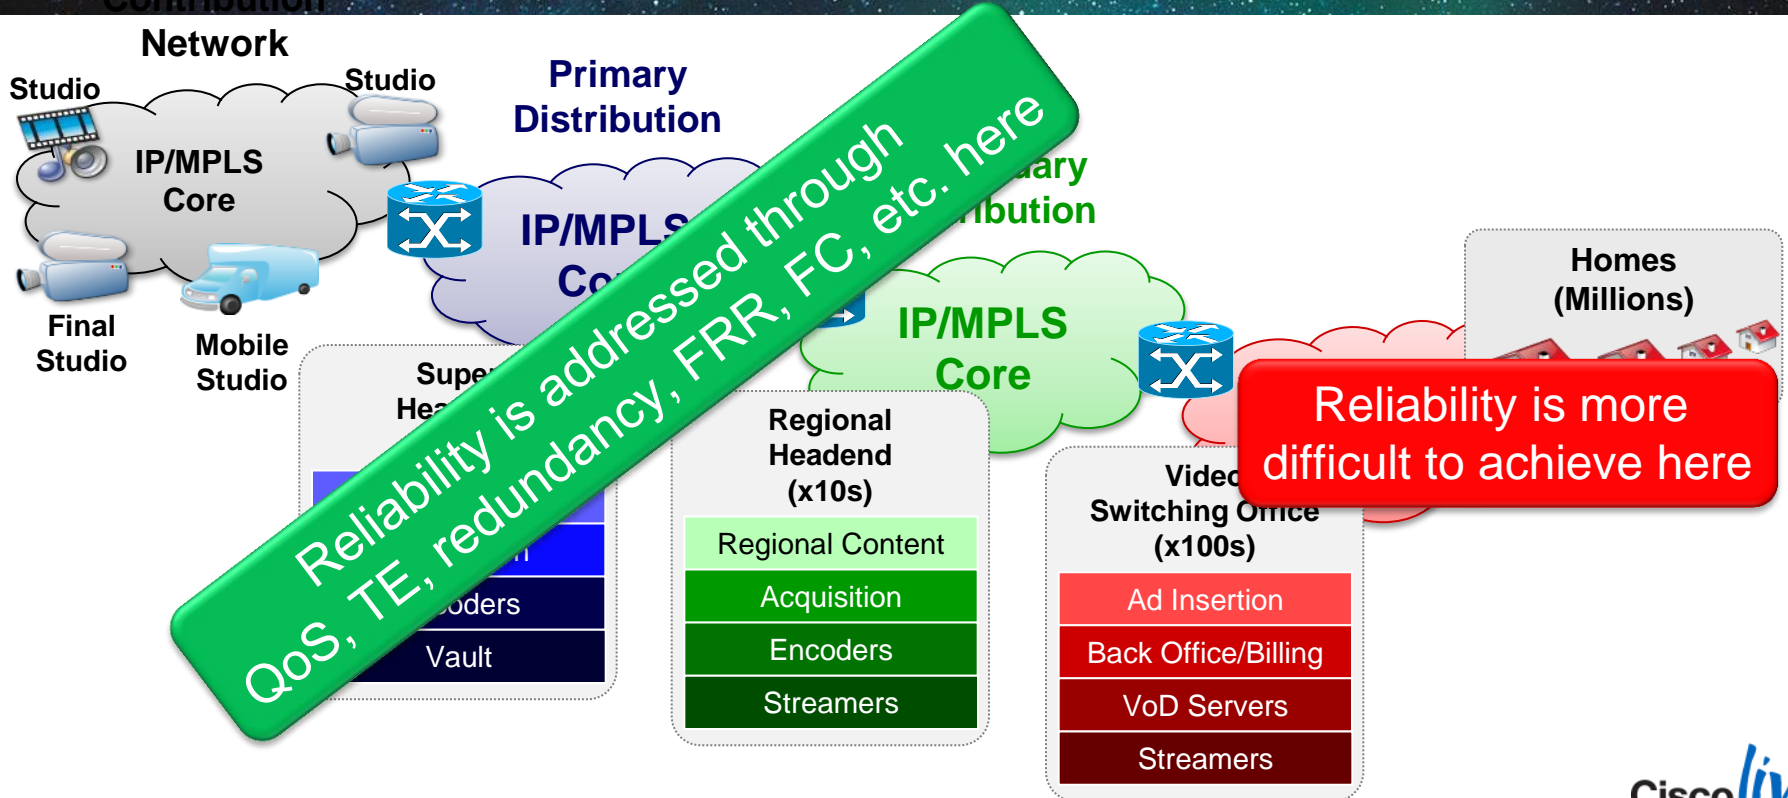 Contribution
Network
Studio
Studio
IP/MPLS
Core
Final
Studio
Mobile
Studio
Primary
Distribution
IP/MPLS
Reliability is addressed through
QoS, TE, redundancy, FRR, FC, etc. here
Vault
IP/MPLS
Core
Regional
Headend
(x10s)
Regional Content
Acquisition
Encoders
Streamers
Video
Switching Office
(x100s)
Ad Insertion
Back Office/Billing
VoD Servers
Streamers
Homes
(Millions)
Reliability is more
difficult to achieve here
Cisco